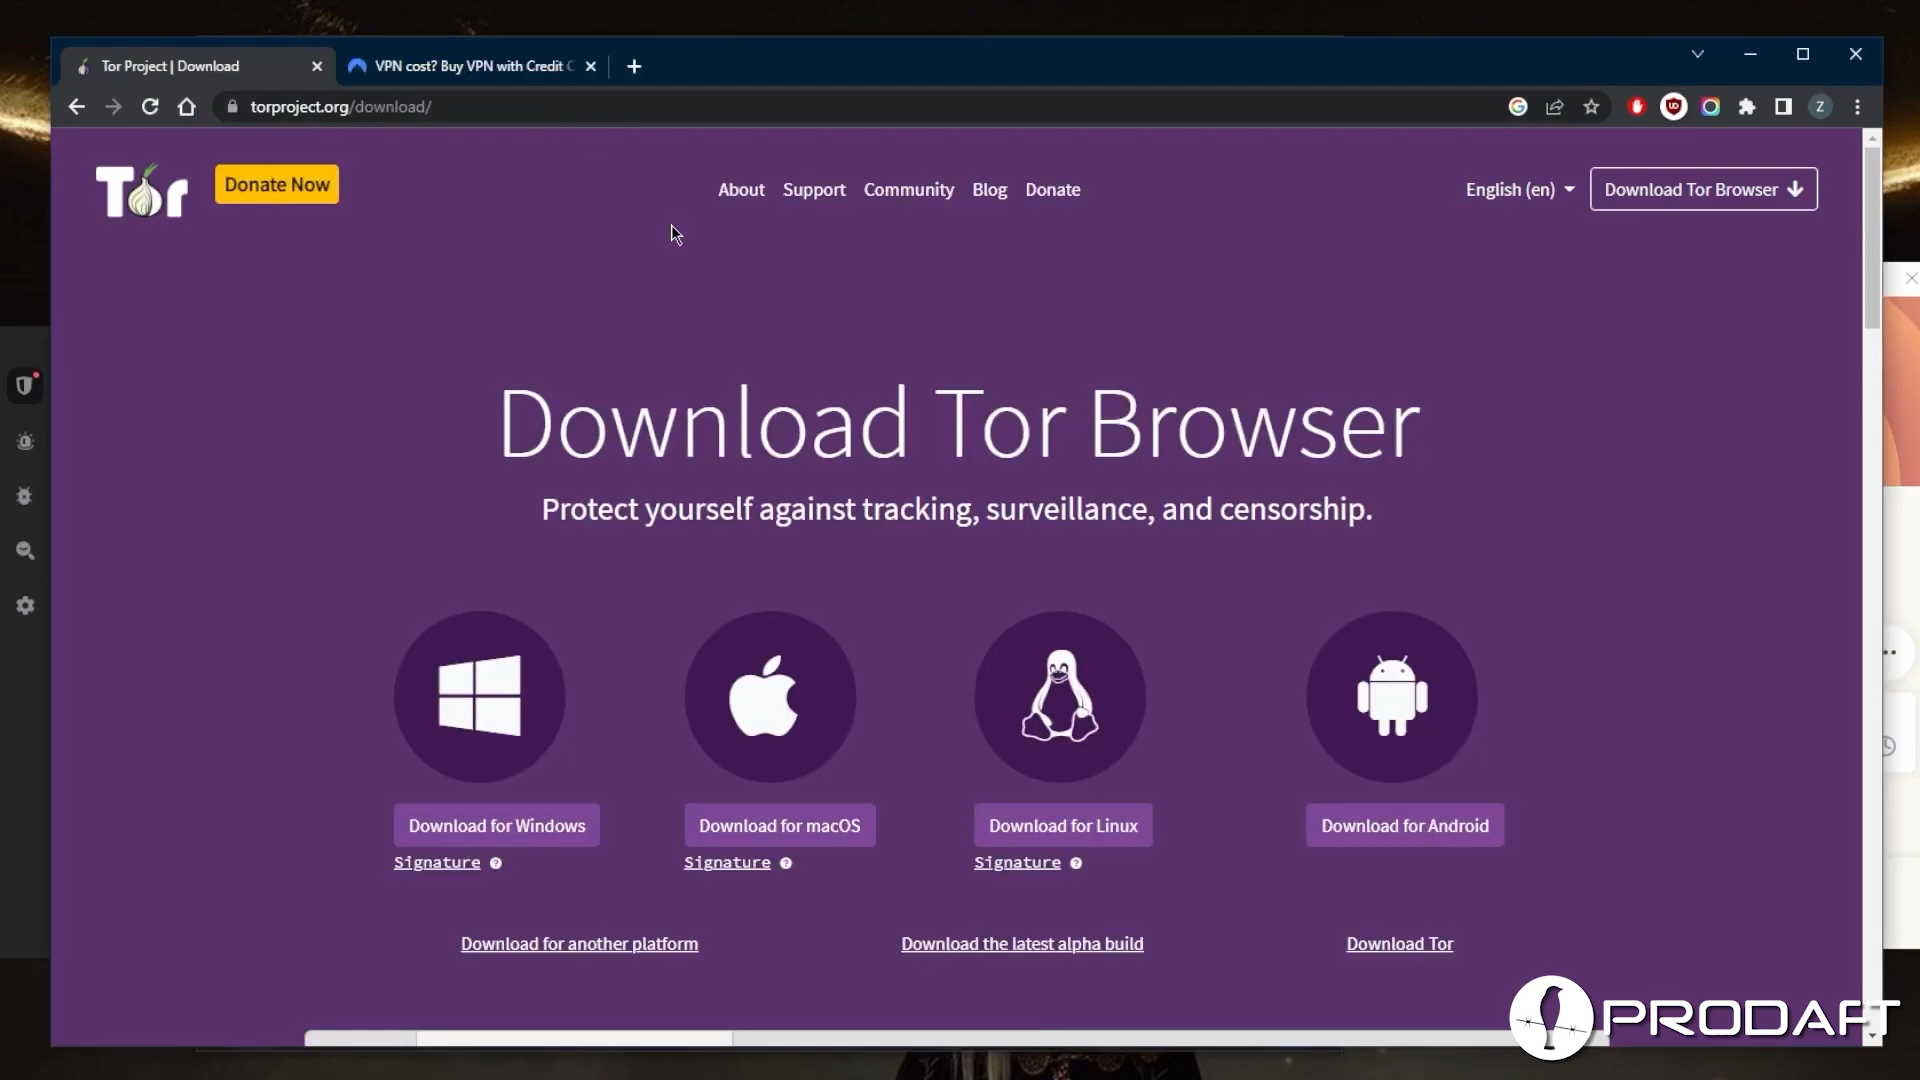 Tor Project | Download
VPN cost? Buy VPN with Credit C
torproject.org/download/
Z
Tor
Donate Now
About Support Community Blog Donate
English (en)
Download Tor Browser
Download Tor Browser
Protect yourself against tracking, surveillance, and censorship.
Download for Windows
Download for macOS
Download for Linux
Download for Android
Signature ?
Signature ?
Signature ?
Download for another platform
Download the latest alpha build
Download Tor
PRODAFT